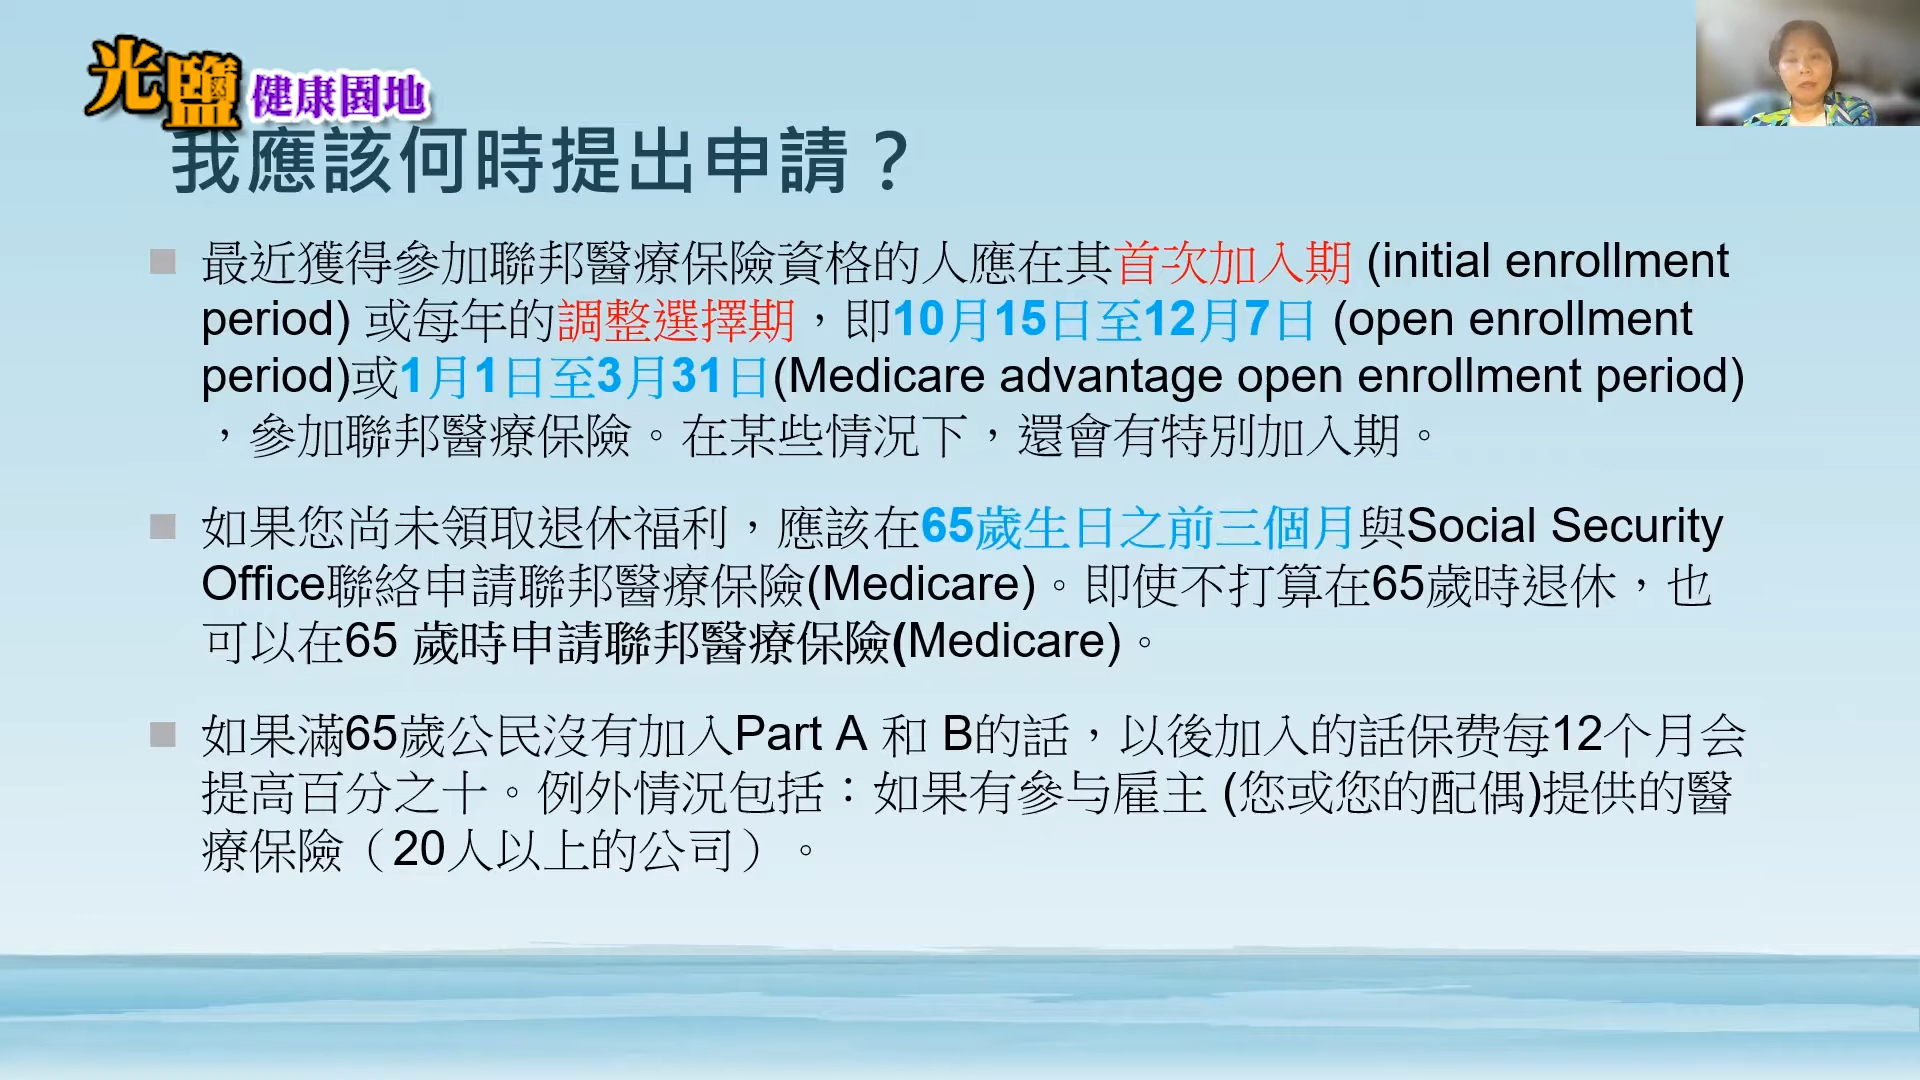 光鹽 健康園地
我應該何時提出申請？
最近獲得參加聯邦醫療保險資格的人應在其首次加入期 (initial enrollment
period) 或每年的調整選擇期，即10月15日至12月7日 (open enrollment
period)或1月1日至3月31日(Medicare advantage open enrollment period)
，參加聯邦醫療保險。在某些情況下，還會有特別加入期。
如果您尚未領取退休福利，應該在65歲生日之前三個月與Social Security
Office聯絡申請聯邦醫療保險(Medicare)。即使不打算在65歲時退休，也
可以在65 歲時申請聯邦醫療保險(Medicare)。
如果滿65歲公民沒有加入Part A 和 B的話，以後加入的話保费每12个月会
提高百分之十。例外情況包括：如果有參与雇主 (您或您的配偶)提供的醫
療保險（20人以上的公司）。